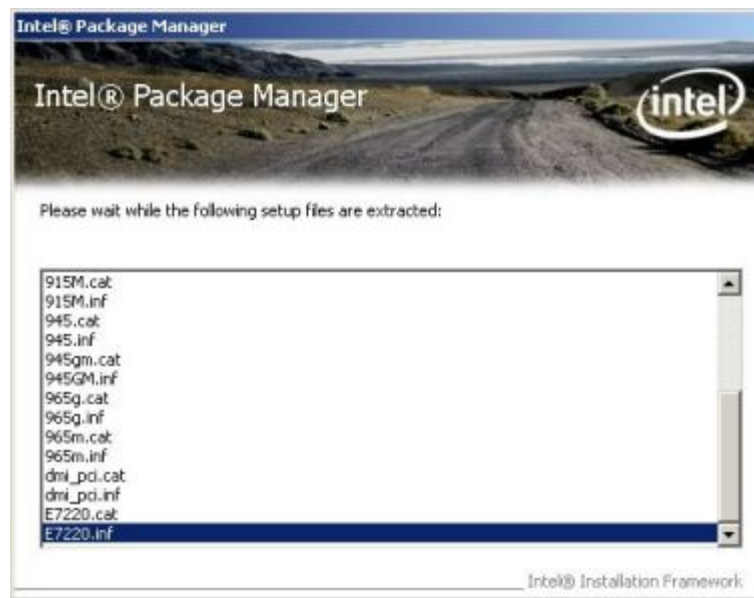 Intel® Package Manager
Intel® Package Manager
intel
Please wait while the following setup files are extracted:
915M.cat
915M.inf
945.cat
945.inf
945gm.cat
945GM.inf
965g.cat
965g.inf
965m.cat
965m.inf
dmi_pci.cat
dmi_pci.inf
E7220.cat
E7220.inf
Intel® Installation Framework